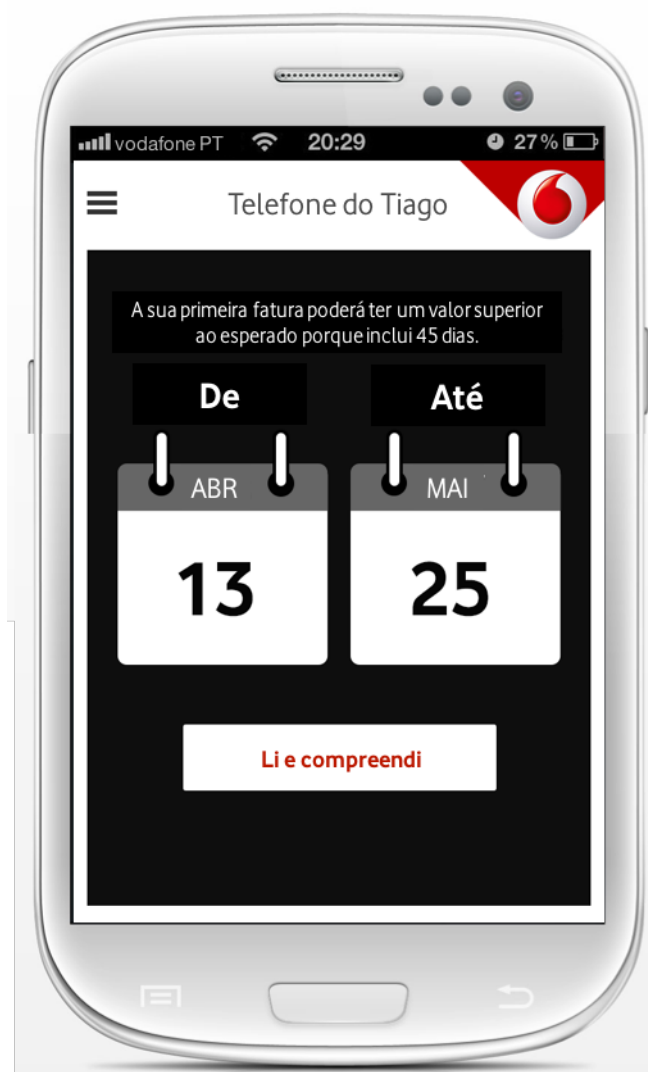 vodafone PT 20:29 27%
Telefone do Tiago
A sua primeira fatura poderá ter um valor superior
ao esperado porque inclui 45 dias.
De Até
ABR MAI
13 25
Li e compreendi